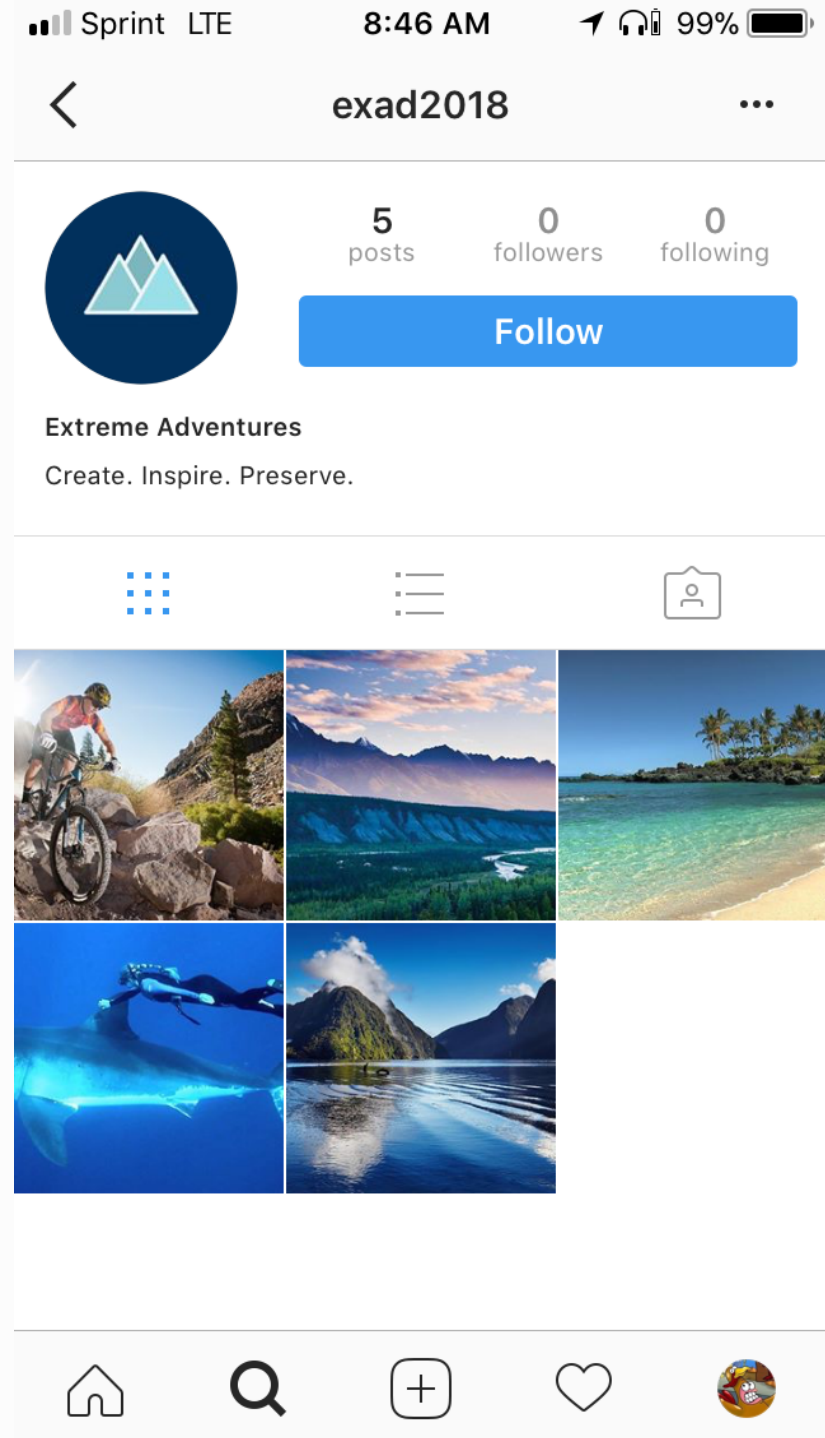 Sprint LTE 8:46 AM 99%
exad2018
5 0 0
posts followers following
Follow
Extreme Adventures
Create. Inspire. Preserve.